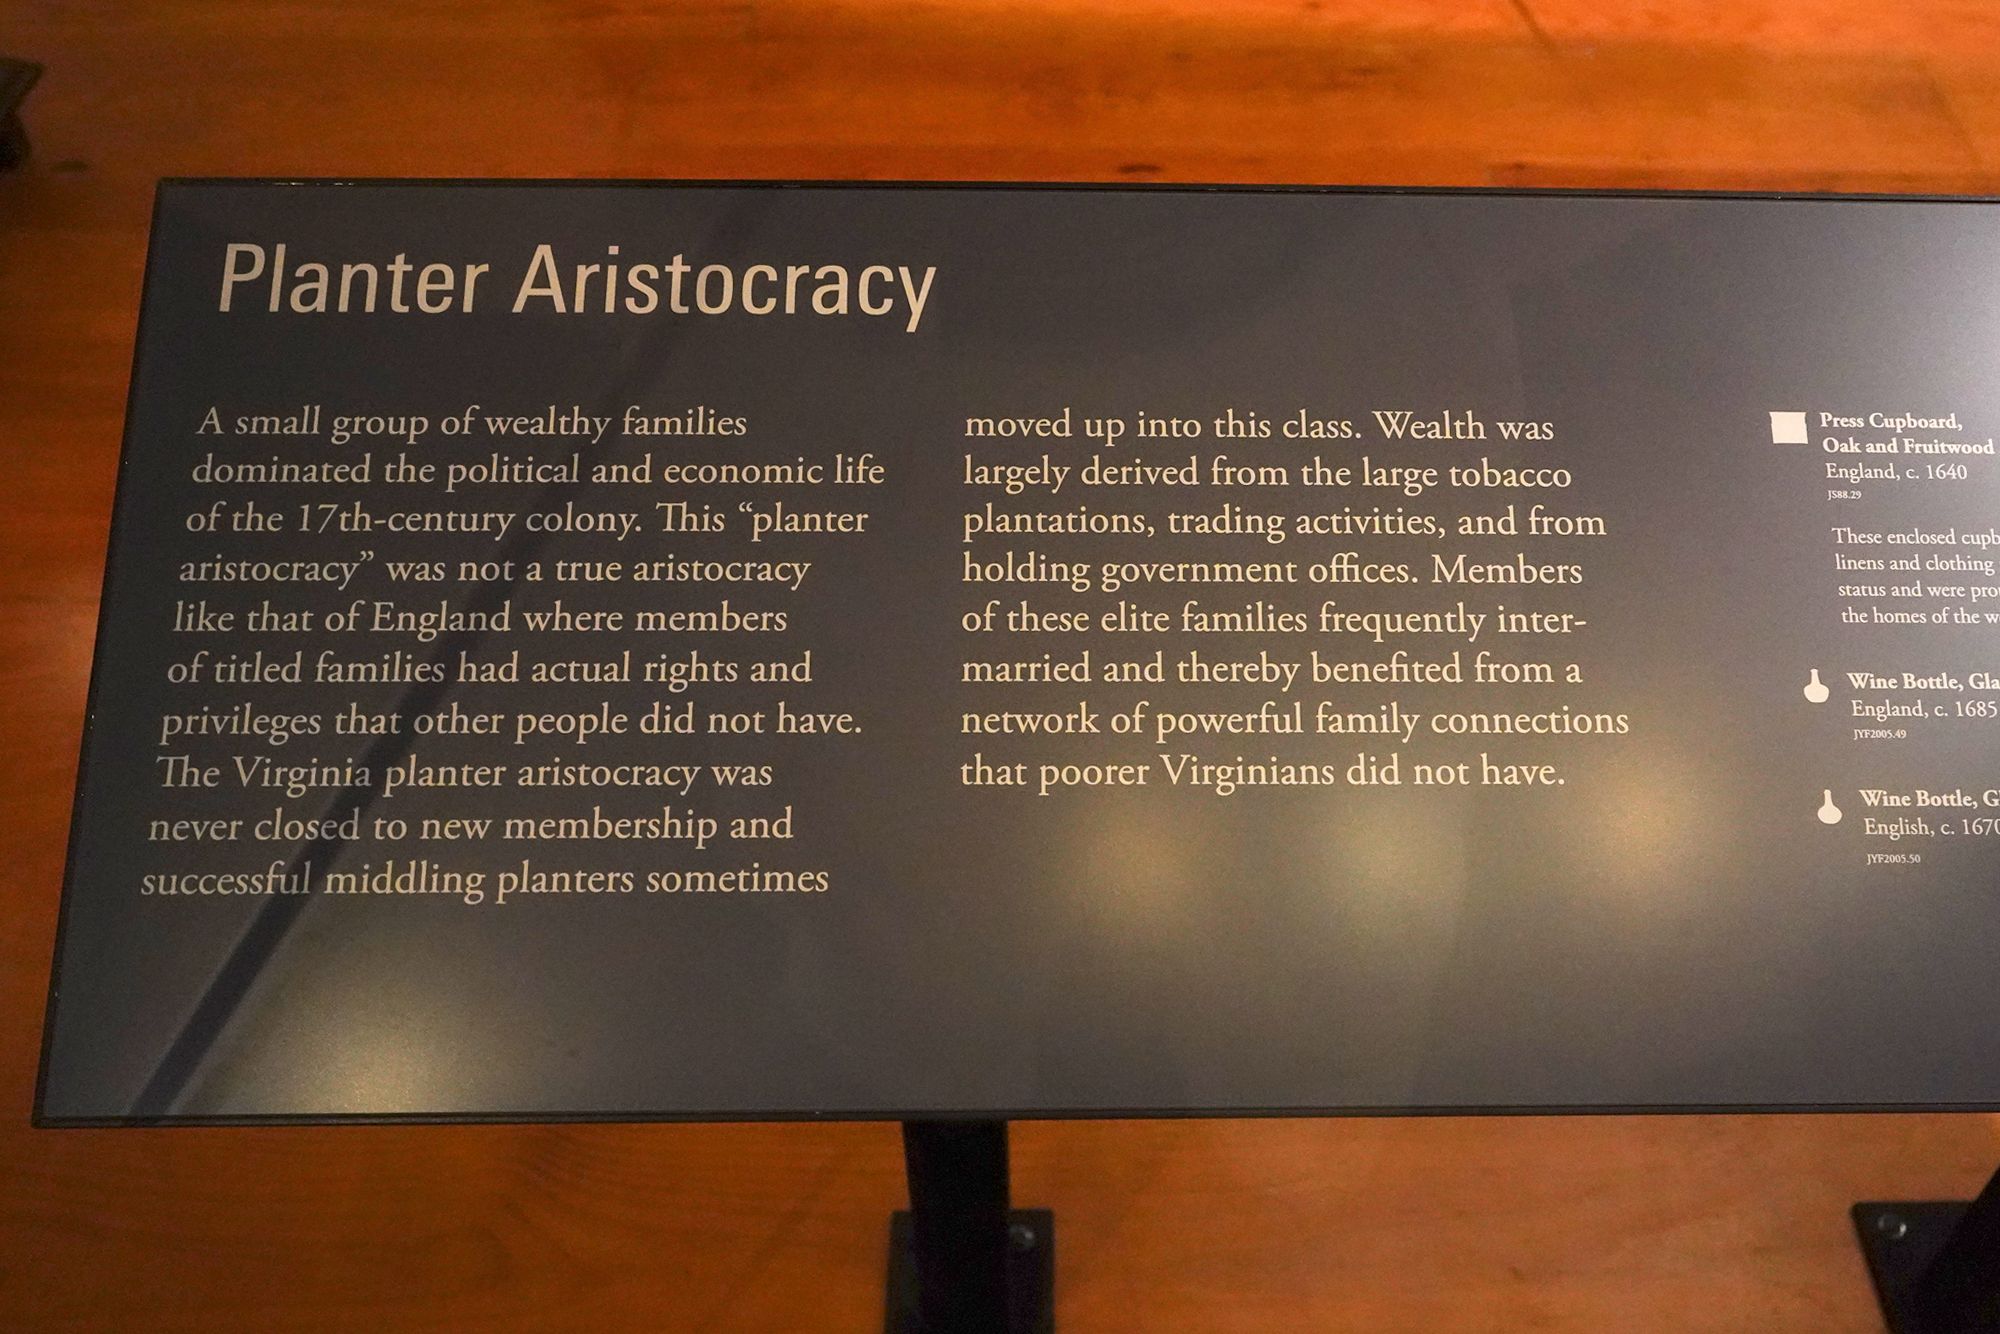 Planter Aristocracy
A small group of wealthy families
dominated the political and economic life
of the 17th-century colony. This “planter
aristocracy” was not a true aristocracy
like that of England where members
of titled families had actual rights and
privileges that other people did not have.
The Virginia planter aristocracy was
never closed to new membership and
successful middling planters sometimes
moved up into this class. Wealth was
largely derived from the large tobacco
plantations, trading activities, and from
holding government offices. Members
of these elite families frequently inter-
married and thereby benefited from a
network of powerful family connections
that poorer Virginians did not have.
Press Cupboard,
Oak and Fruitwood
England, c. 1640
JS88.29
These enclosed
linens and clothing
status and were
the homes of the
Wine Bottle,
England, c. 1685
JYF2005.49
Wine Bottle,
English, c. 1670
JYF2005.50